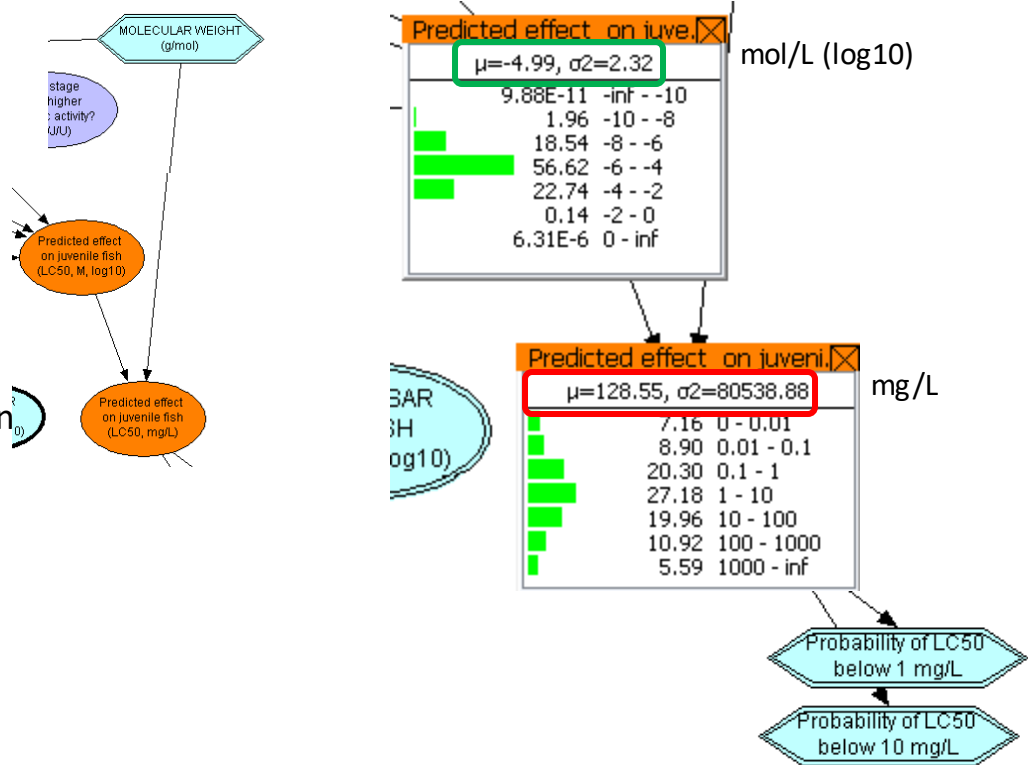 MOLECULAR WEIGHT
(g/mol)
stage
higher
activity?
J/U)
Predicted effect
on juvenile fish
(LC50, M, log10)
Predicted effect
on juvenile fish
(LC50, mg/L)
n
0)
Predicted effect on juve.
μ=-4.99, σ2=2.32
9.88E-11 -inf - -10
1.96 -10 - -8
18.54 -8 - -6
56.62 -6 - -4
22.74 -4 - -2
0.14 -2 - 0
6.31E-6 0 - inf
mol/L (log10)
SAR
SH
og10)
Predicted effect on juveni.
μ=128.55, σ2=80538.88
7.16 0 - 0.01
8.90 0.01 - 0.1
20.30 0.1 - 1
27.18 1 - 10
19.96 10 - 100
10.92 100 - 1000
5.59 1000 - inf
mg/L
Probability of LC50
below 1 mg/L
Probability of LC50
below 10 mg/L